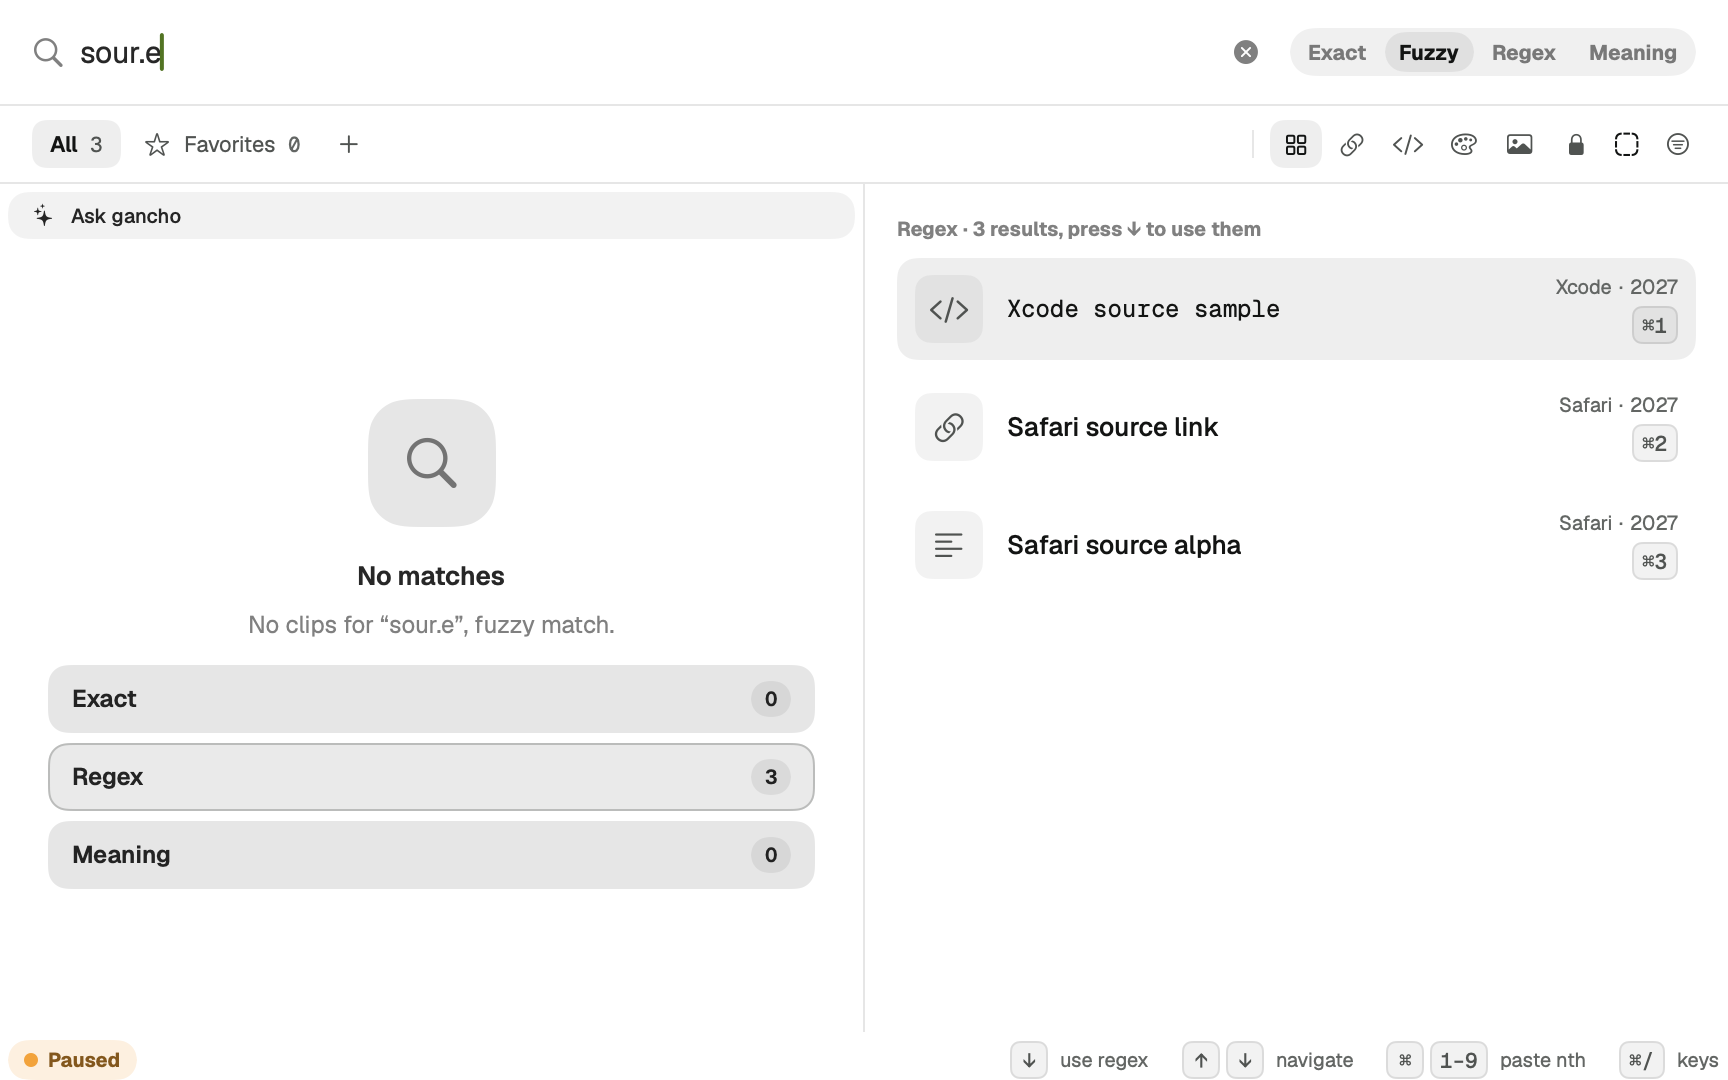 sour.e
Exact Fuzzy Regex Meaning
All 3 Favorites 0 +
Ask gancho
No matches
No clips for “sour.e”, fuzzy match.
Exact 0
Regex 3
Meaning 0
Regex · 3 results, press ↓ to use them
Xcode source sample
Xcode · 2027
⌘1
Safari source link
Safari · 2027
⌘2
Safari source alpha
Safari · 2027
⌘3
Paused
↓ use regex ↑ ↓ navigate ⌘ 1-9 paste nth ⌘/ keys